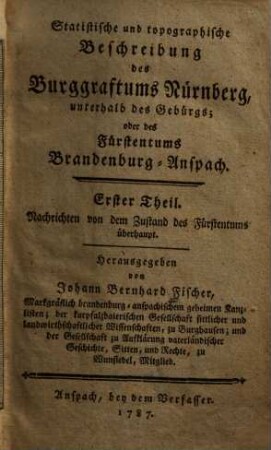 Statistische und topographische
Beschreibung
des
Burggraftums Nürnberg,
unterhalb des Gebürgs;
oder des
Fürstentums
Brandenburg-Anspach.
Erster Theil.
Nachrichten von dem Zustand des Fürstentums
überhaupt.
Herausgegeben
von
Johann Bernhard Fischer,
Markgräflich brandenburg-anspachischem geheimen Kanz-
listen; der kurpfalzbaierischen Gesellschaft sittlicher und
landwirthschaftlicher Wissenschaften, zu Burghausen; und
der Gesellschaft zu Aufklärung vaterländischer
Geschichte, Sitten, und Rechte, zu
Wunsiedel, Mitglied.
Anspach, bey dem Verfasser.
1787.